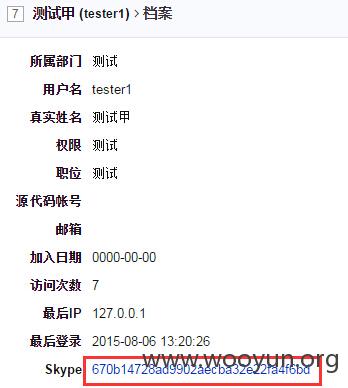 7 测试甲 (tester1) > 档案
所属部门 测试
用户名 tester1
真实姓名 测试甲
权限 测试
职位 测试
源代码帐号
邮箱
加入日期 0000-00-00
访问次数 7
最后IP 127.0.0.1
最后登录 2015-08-06 13:20:26
www.wooyun.org
Skype 670b14728ad9902aecba32e22fa4f6bd